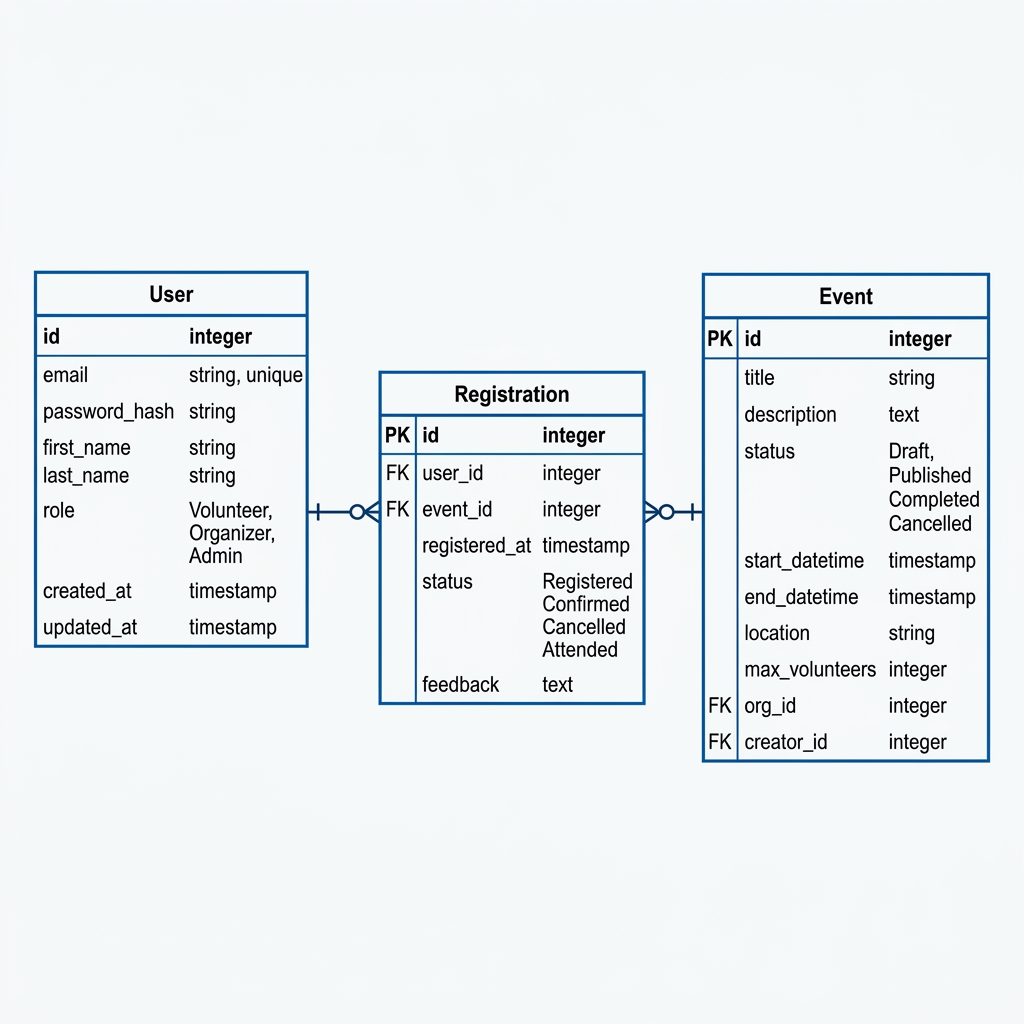 User
id integer
email string, unique
password_hash string
first_name string
last_name string
role Volunteer,
Organizer,
Admin
created_at timestamp
updated_at timestamp
Registration
PK id integer
FK user_id integer
FK event_id integer
registered_at timestamp
status Registered
Confirmed
Cancelled
Attended
feedback text
Event
PK id integer
title string
description text
status Draft,
Published
Completed
Cancelled
start_datetime timestamp
end_datetime timestamp
location string
max_volunteers integer
FK org_id integer
FK creator_id integer